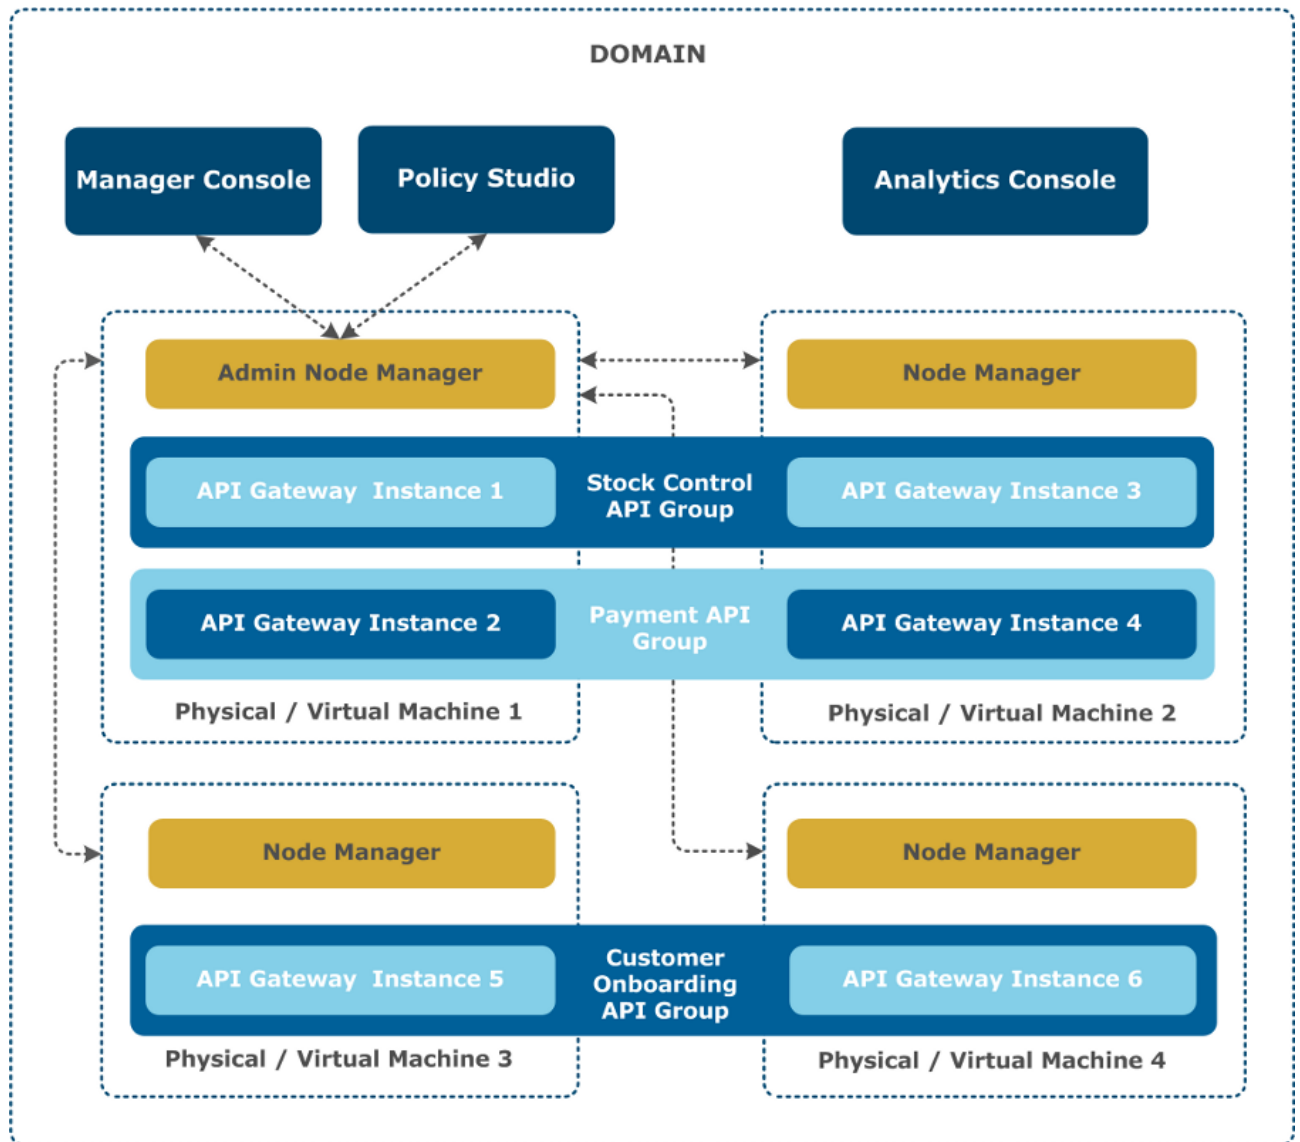 DOMAIN
Manager Console
Policy Studio
Analytics Console
Admin Node Manager
Node Manager
API Gateway  Instance 1
Stock Control
API Group
API Gateway Instance 3
API Gateway Instance 2
Payment API
Group
API Gateway Instance 4
Physical / Virtual Machine 1
Physical / Virtual Machine 2
Node Manager
Node Manager
API Gateway  Instance 5
Customer
Onboarding
API Group
API Gateway Instance 6
Physical / Virtual Machine 3
Physical / Virtual Machine 4